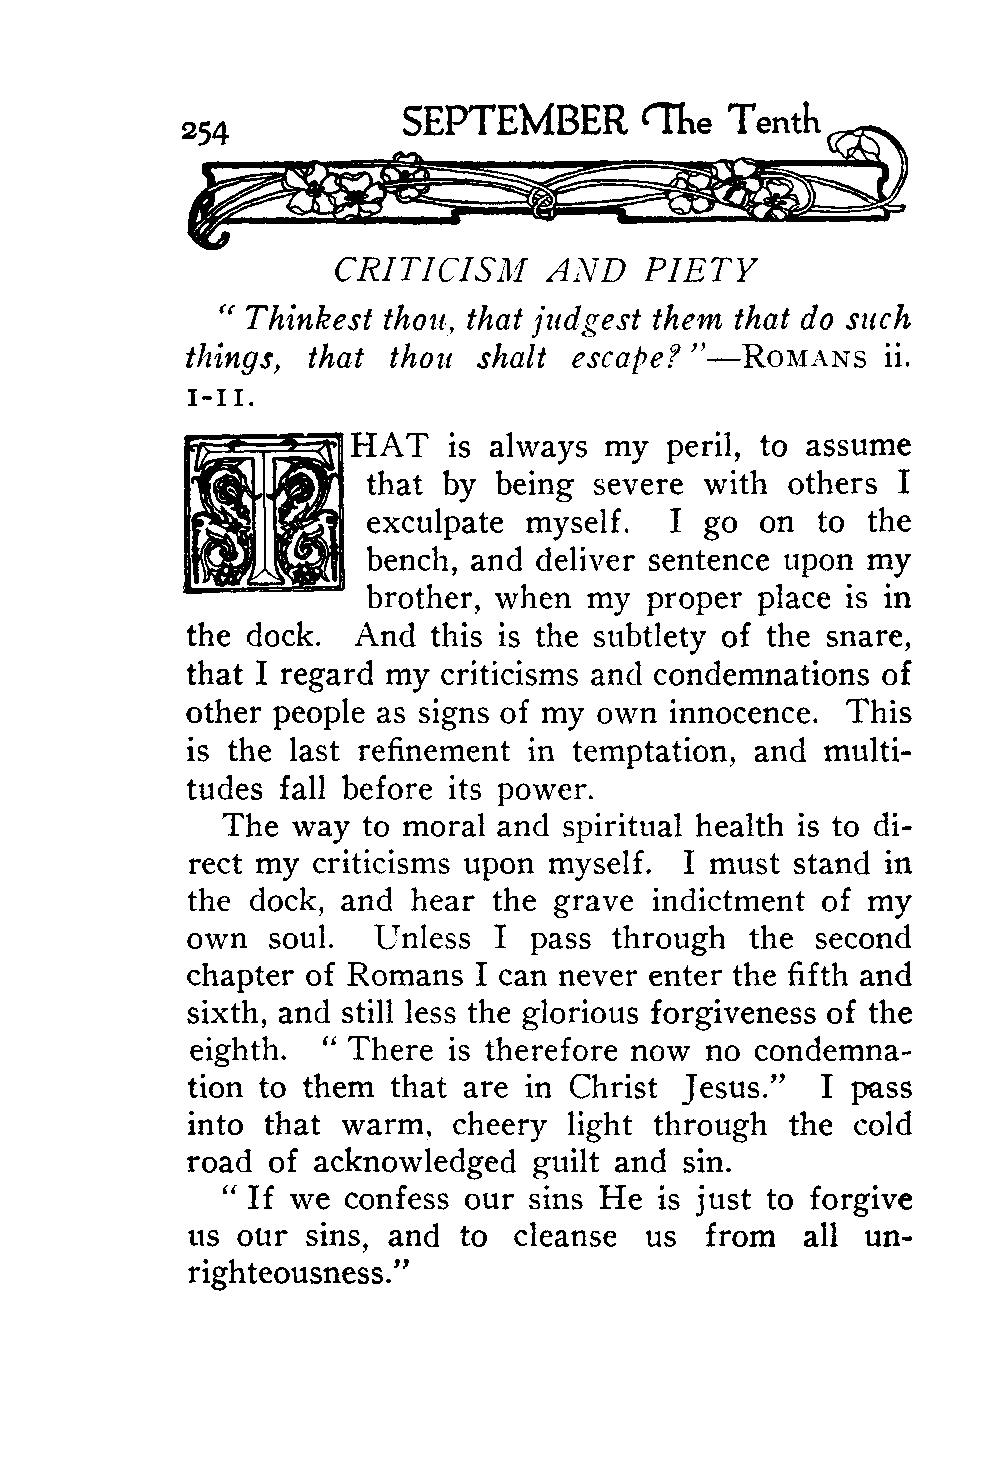 254 SEPTEMBER The Tenth
CRITICISM AND PIETY
“ Thinkest thou, that judgest them that do such
things, that thou shalt escape? ”—ROMANS ii.
1-11.
THAT is always my peril, to assume
that by being severe with others I
exculpate myself. I go on to the
bench, and deliver sentence upon my
brother, when my proper place is in
the dock. And this is the subtlety of the snare,
that I regard my criticisms and condemnations of
other people as signs of my own innocence. This
is the last refinement in temptation, and multi-
tudes fall before its power.
The way to moral and spiritual health is to di-
rect my criticisms upon myself. I must stand in
the dock, and hear the grave indictment of my
own soul. Unless I pass through the second
chapter of Romans I can never enter the fifth and
sixth, and still less the glorious forgiveness of the
eighth. “ There is therefore now no condemna-
tion to them that are in Christ Jesus.” I pass
into that warm, cheery light through the cold
road of acknowledged guilt and sin.
“ If we confess our sins He is just to forgive
us our sins, and to cleanse us from all un-
righteousness.”